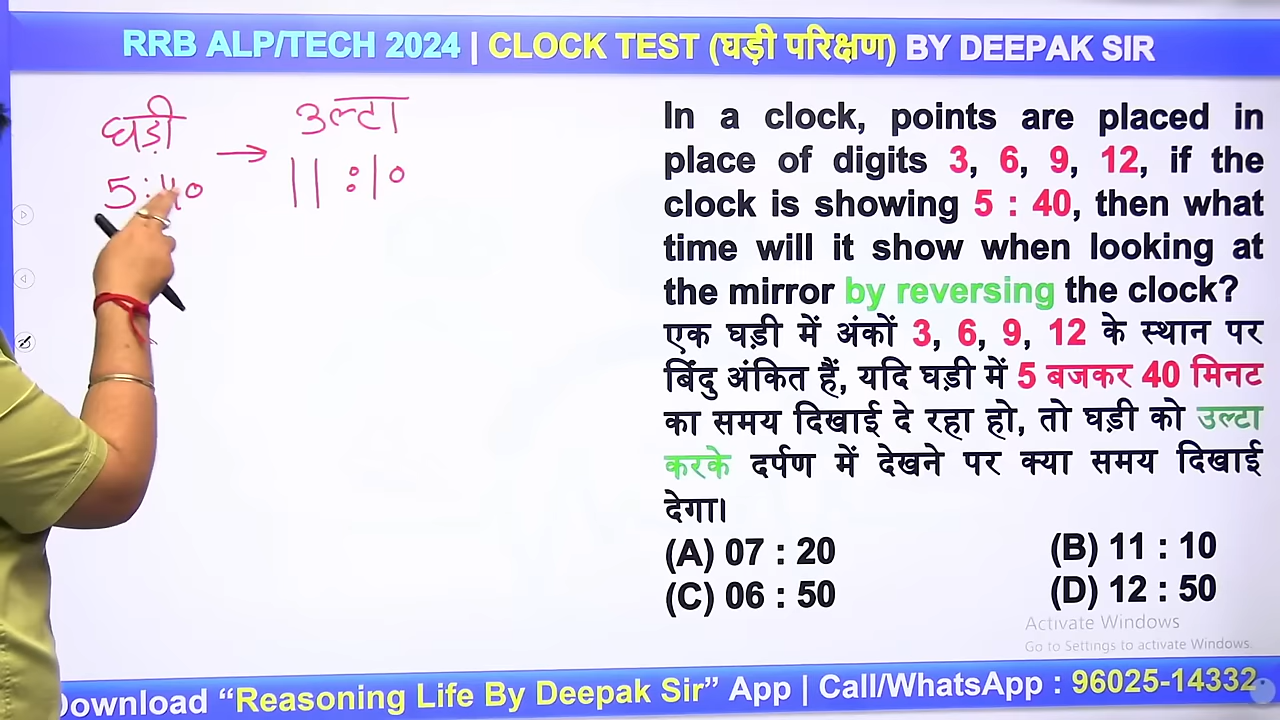 RRB ALP/TECH 2024 | CLOCK TEST (घड़ी परिक्षण) BY DEEPAK SIR
घड़ी → उल्टा
5:40 11:10
In a clock, points are placed in
place of digits 3, 6, 9, 12, if the
clock is showing 5 : 40, then what
time will it show when looking at
the mirror by reversing the clock?
एक घड़ी में अंकों 3, 6, 9, 12 के स्थान पर
बिंदु अंकित हैं, यदि घड़ी में 5 बजकर 40 मिनट
का समय दिखाई दे रहा हो, तो घड़ी को उल्टा
करके दर्पण में देखने पर क्या समय दिखाई
देगा।
(A) 07 : 20 (B) 11 : 10
(C) 06 : 50 (D) 12 : 50
Activate Windows
Go to Settings to activate Windows.
Download “Reasoning Life By Deepak Sir” App | Call/WhatsApp : 96025-14332